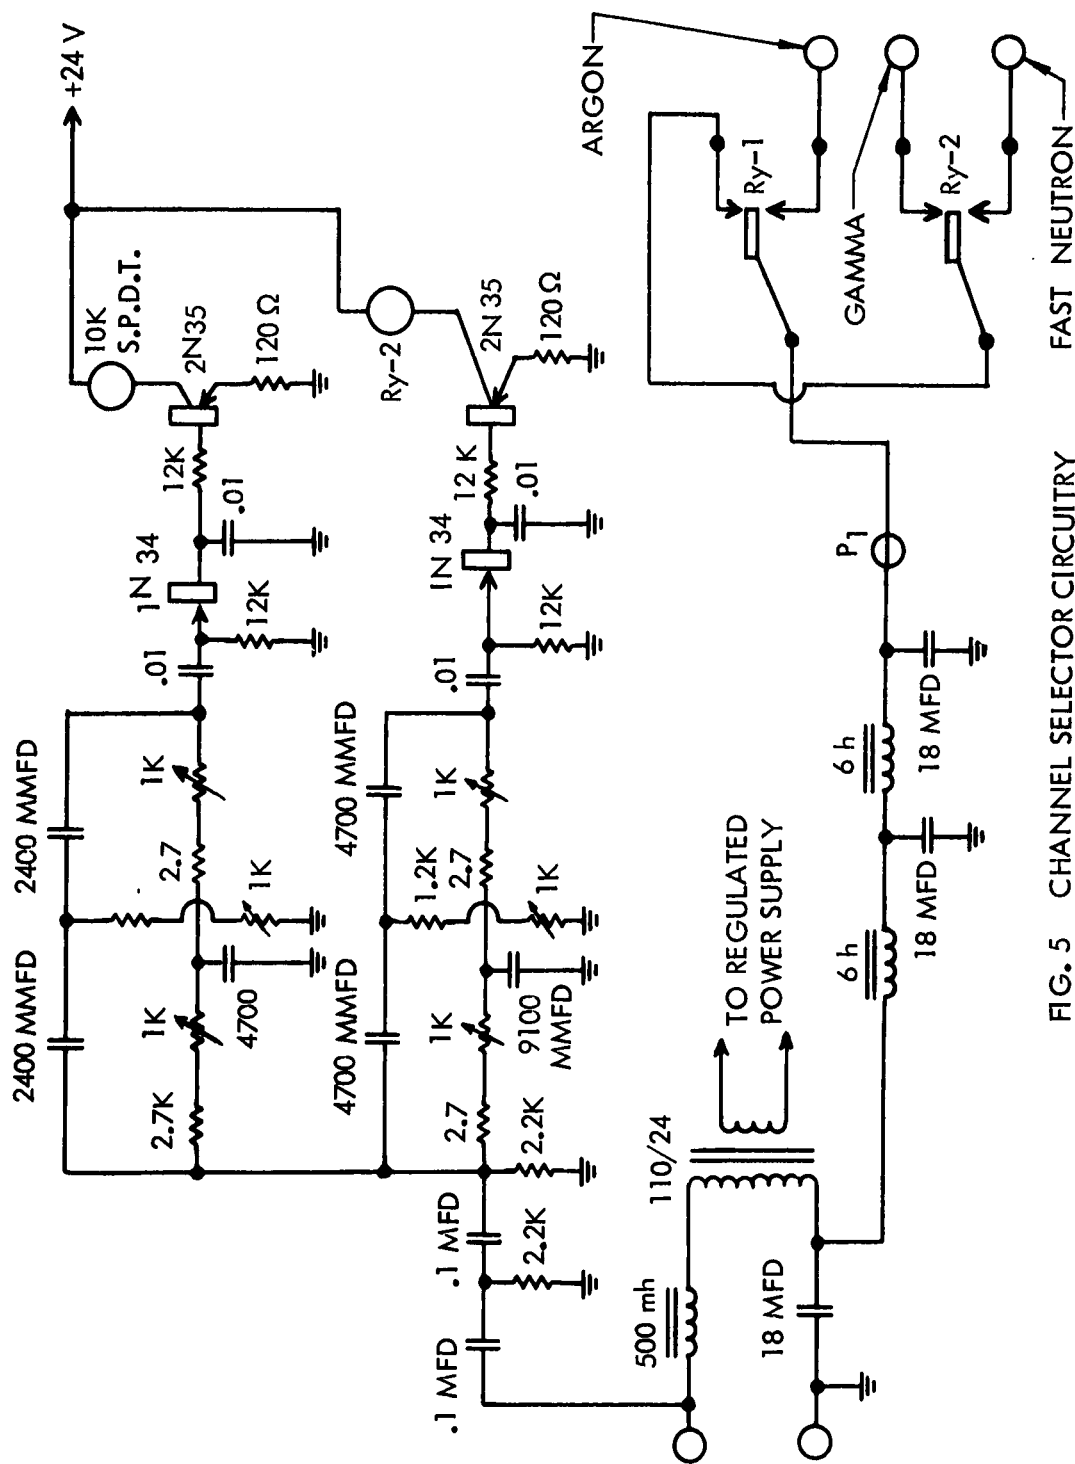 +24 V
10K
S.P.D.T.
2N35
120 Ω
12K
.01
1N 34
12K
.01
2400 MMFD
2400 MMFD
1K
2.7
1K
4700
1K
2.7K
Ry-2
2N 35
120 Ω
12 K
.01
1N 34
12K
.01
4700 MMFD
4700 MMFD
1K
2.7
1.2K
1K
9100
MMFD
1K
2.7
2.2K
.1 MFD
2.2K
.1 MFD
ARGON
Ry-1
GAMMA
Ry-2
FAST NEUTRON
P1
18 MFD
6 h
18 MFD
6 h
TO REGULATED
POWER SUPPLY
110/24
500 mh
18 MFD
FIG. 5 CHANNEL SELECTOR CIRCUITRY